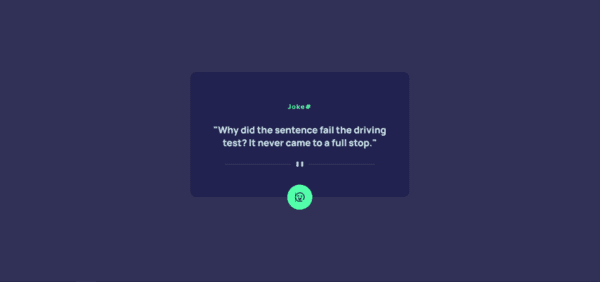 Joke#
"Why did the sentence fail the driving
test? It never came to a full stop."